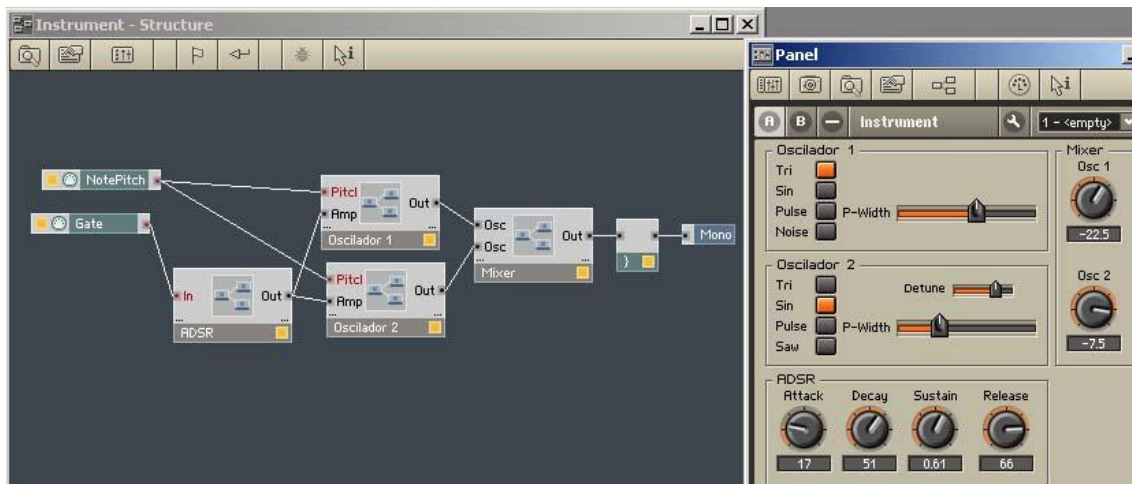 Instrument - Structure
NotePitch
Gate
In Out
ADSR
Pitcl
Amp Out
Oscilador 1
Pitcl
Amp Out
Oscilador 2
Osc
Osc Out
Mixer
}
Mono
Panel
A B Instrument 1 - <empty>
Oscilador 1
Tri
Sin
Pulse P-Width
Noise
Oscilador 2
Tri Detune
Sin
Pulse P-Width
Saw
Mixer
Osc 1
-22.5
Osc 2
-7.5
ADSR
Attack Decay Sustain Release
17 51 0.61 66